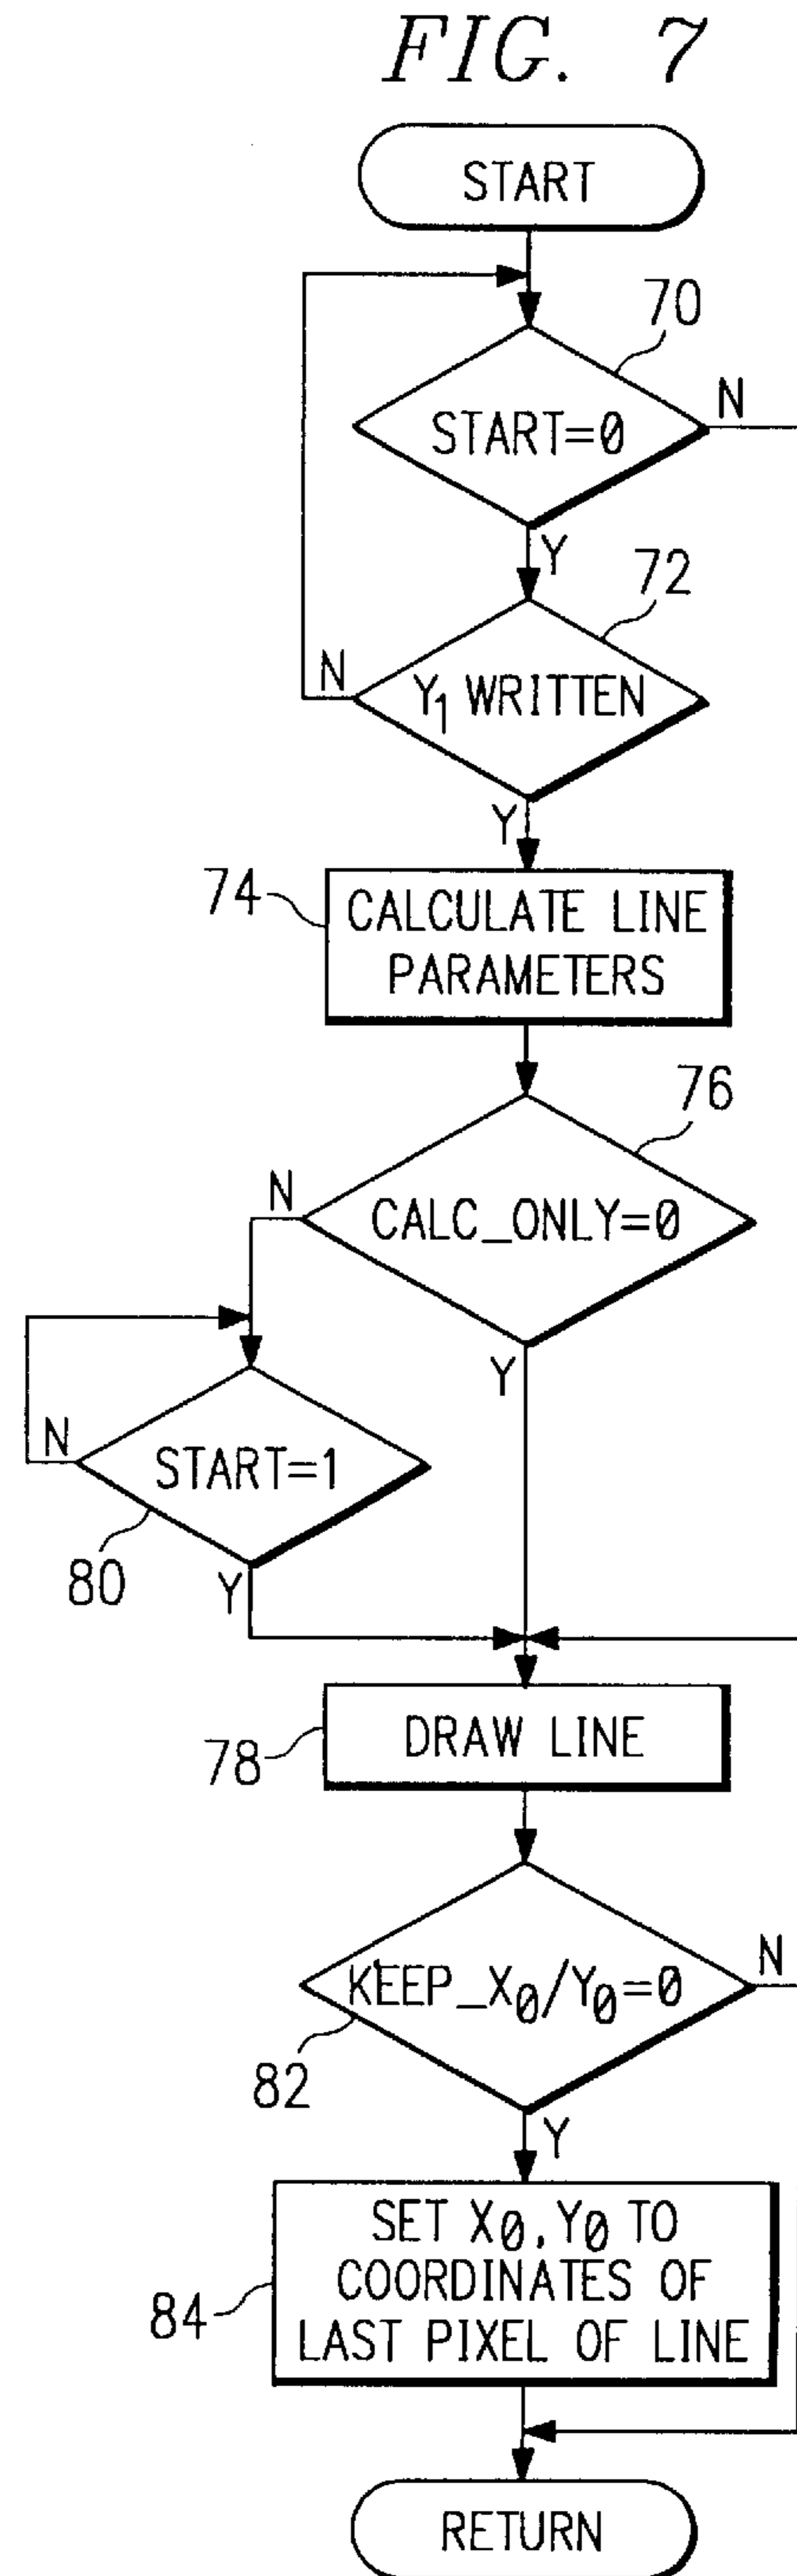 FIG. 7
START
70
START=0
N
Y
72
N
Y1 WRITTEN
Y
74
CALCULATE LINE
PARAMETERS
76
N
CALC_ONLY=0
Y
N
START=1
80
Y
78
DRAW LINE
N
KEEP_X0/Y0=0
82
Y
SET X0,Y0 TO
COORDINATES OF
84
LAST PIXEL OF LINE
RETURN